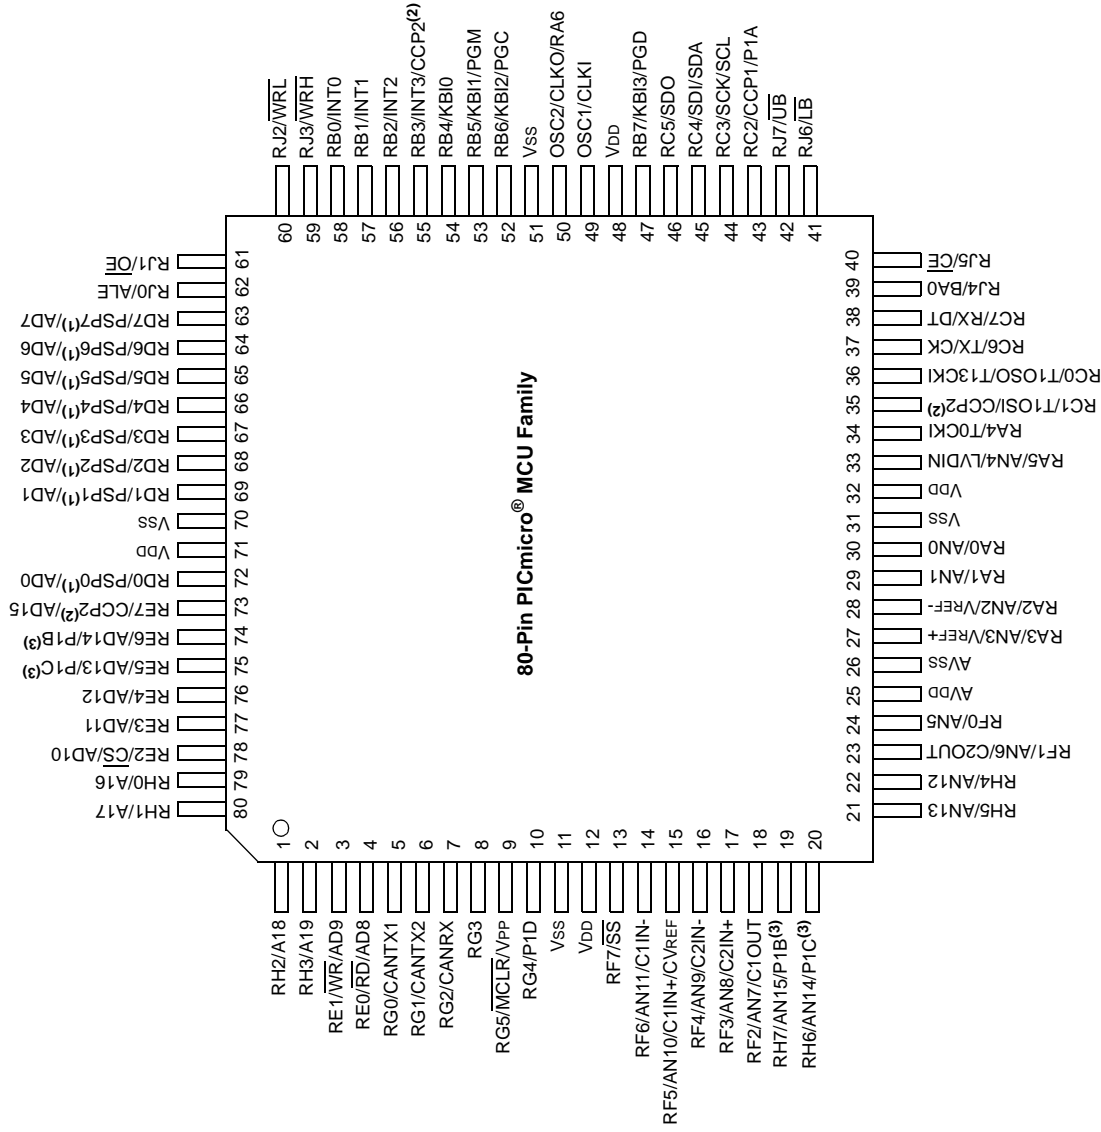 RJ2/WRL
RJ3/WRH
RB0/INT0
RB1/INT1
RB2/INT2
RB3/INT3/CCP2(2)
RB4/KBI0
RB5/KBI1/PGM
RB6/KBI2/PGC
VSS
OSC2/CLKO/RA6
OSC1/CLKI
VDD
RB7/KBI3/PGD
RC5/SDO
RC4/SDI/SDA
RC3/SCK/SCL
RC2/CCP1/P1A
RJ7/UB
RJ6/LB
60
59
58
57
56
55
54
53
52
51
50
49
48
47
46
45
44
43
42
41
RJ1/OE 61
RJ0/ALE 62
RD7/PSP7(1)/AD7 63
RD6/PSP6(1)/AD6 64
RD5/PSP5(1)/AD5 65
RD4/PSP4(1)/AD4 66
RD3/PSP3(1)/AD3 67
RD2/PSP2(1)/AD2 68
RD1/PSP1(1)/AD1 69
VSS 70
VDD 71
RD0/PSP0(1)/AD0 72
RE7/CCP2(2)/AD15 73
RE6/AD14/P1B(3) 74
RE5/AD13/P1C(3) 75
RE4/AD12 76
RE3/AD11 77
RE2/CS/AD10 78
RH0/A16 79
RH1/A17 80
80-Pin PICmicro® MCU Family
40 RJ5/CE
39 RJ4/BA0
38 RC7/RX/DT
37 RC6/TX/CK
36 RC0/T1OSO/T13CKI
35 RC1/T1OSI/CCP2(2)
34 RA4/T0CKI
33 RA5/AN4/LVDIN
32 VDD
31 VSS
30 RA0/AN0
29 RA1/AN1
28 RA2/AN2/VREF-
27 RA3/AN3/VREF+
26 AVSS
25 AVDD
24 RF0/AN5
23 RF1/AN6/C2OUT
22 RH4/AN12
21 RH5/AN13
1
2
3
4
5
6
7
8
9
10
11
12
13
14
15
16
17
18
19
20
RH2/A18
RH3/A19
RE1/WR/AD9
RE0/RD/AD8
RG0/CANTX1
RG1/CANTX2
RG2/CANRX
RG3
RG5/MCLR/VPP
RG4/P1D
VSS
VDD
RF7/SS
RF6/AN11/C1IN-
RF5/AN10/C1IN+/CVREF
RF4/AN9/C2IN-
RF3/AN8/C2IN+
RF2/AN7/C1OUT
RH7/AN15/P1B(3)
RH6/AN14/P1C(3)